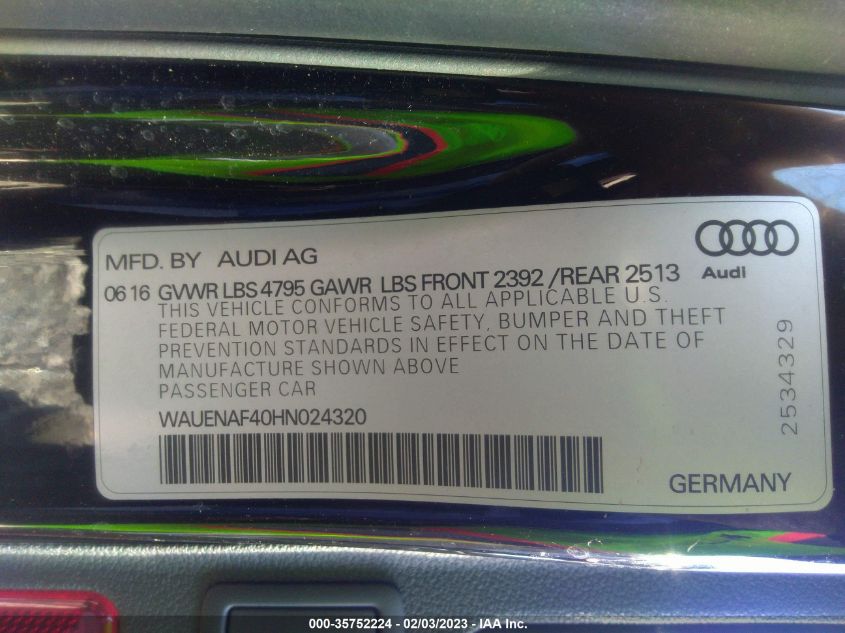 MFD. BY AUDI AG
Audi
06 16 GVWR LBS 4795 GAWR LBS FRONT 2392 / REAR 2513
THIS VEHICLE CONFORMS TO ALL APPLICABLE U.S.
FEDERAL MOTOR VEHICLE SAFETY, BUMPER AND THEFT
PREVENTION STANDARDS IN EFFECT ON THE DATE OF
MANUFACTURE SHOWN ABOVE
PASSENGER CAR
WAUENAF40HN024320
2534329
GERMANY
000-35752224 - 02/03/2023 - © IAA Inc.